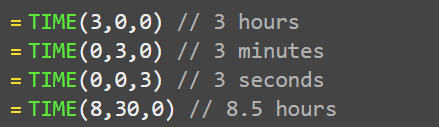 =TIME(3,0,0) // 3 hours
=TIME(0,3,0) // 3 minutes
=TIME(0,0,3) // 3 seconds
=TIME(8,30,0) // 8.5 hours